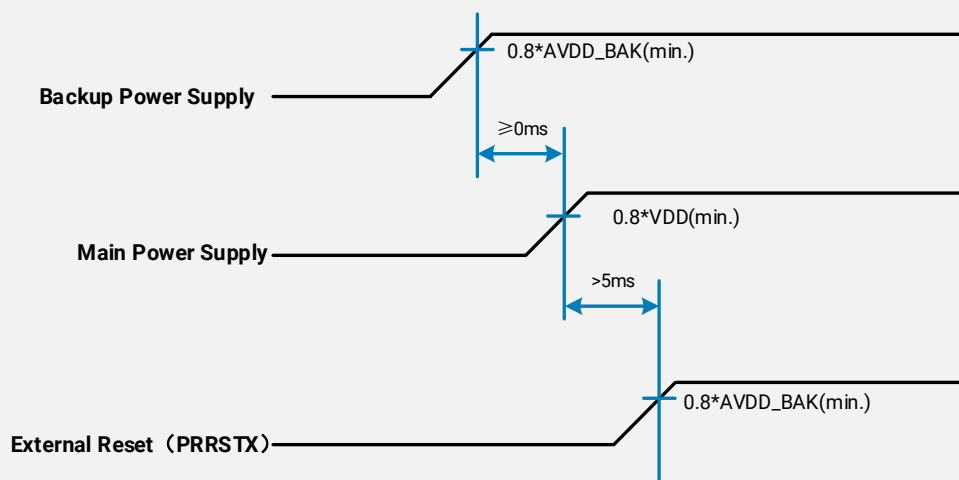 0.8*AVDD_BAK(min.)
Backup Power Supply
≥0ms
0.8*VDD(min.)
Main Power Supply
>5ms
0.8*AVDD_BAK(min.)
External Reset（PRRSTX）